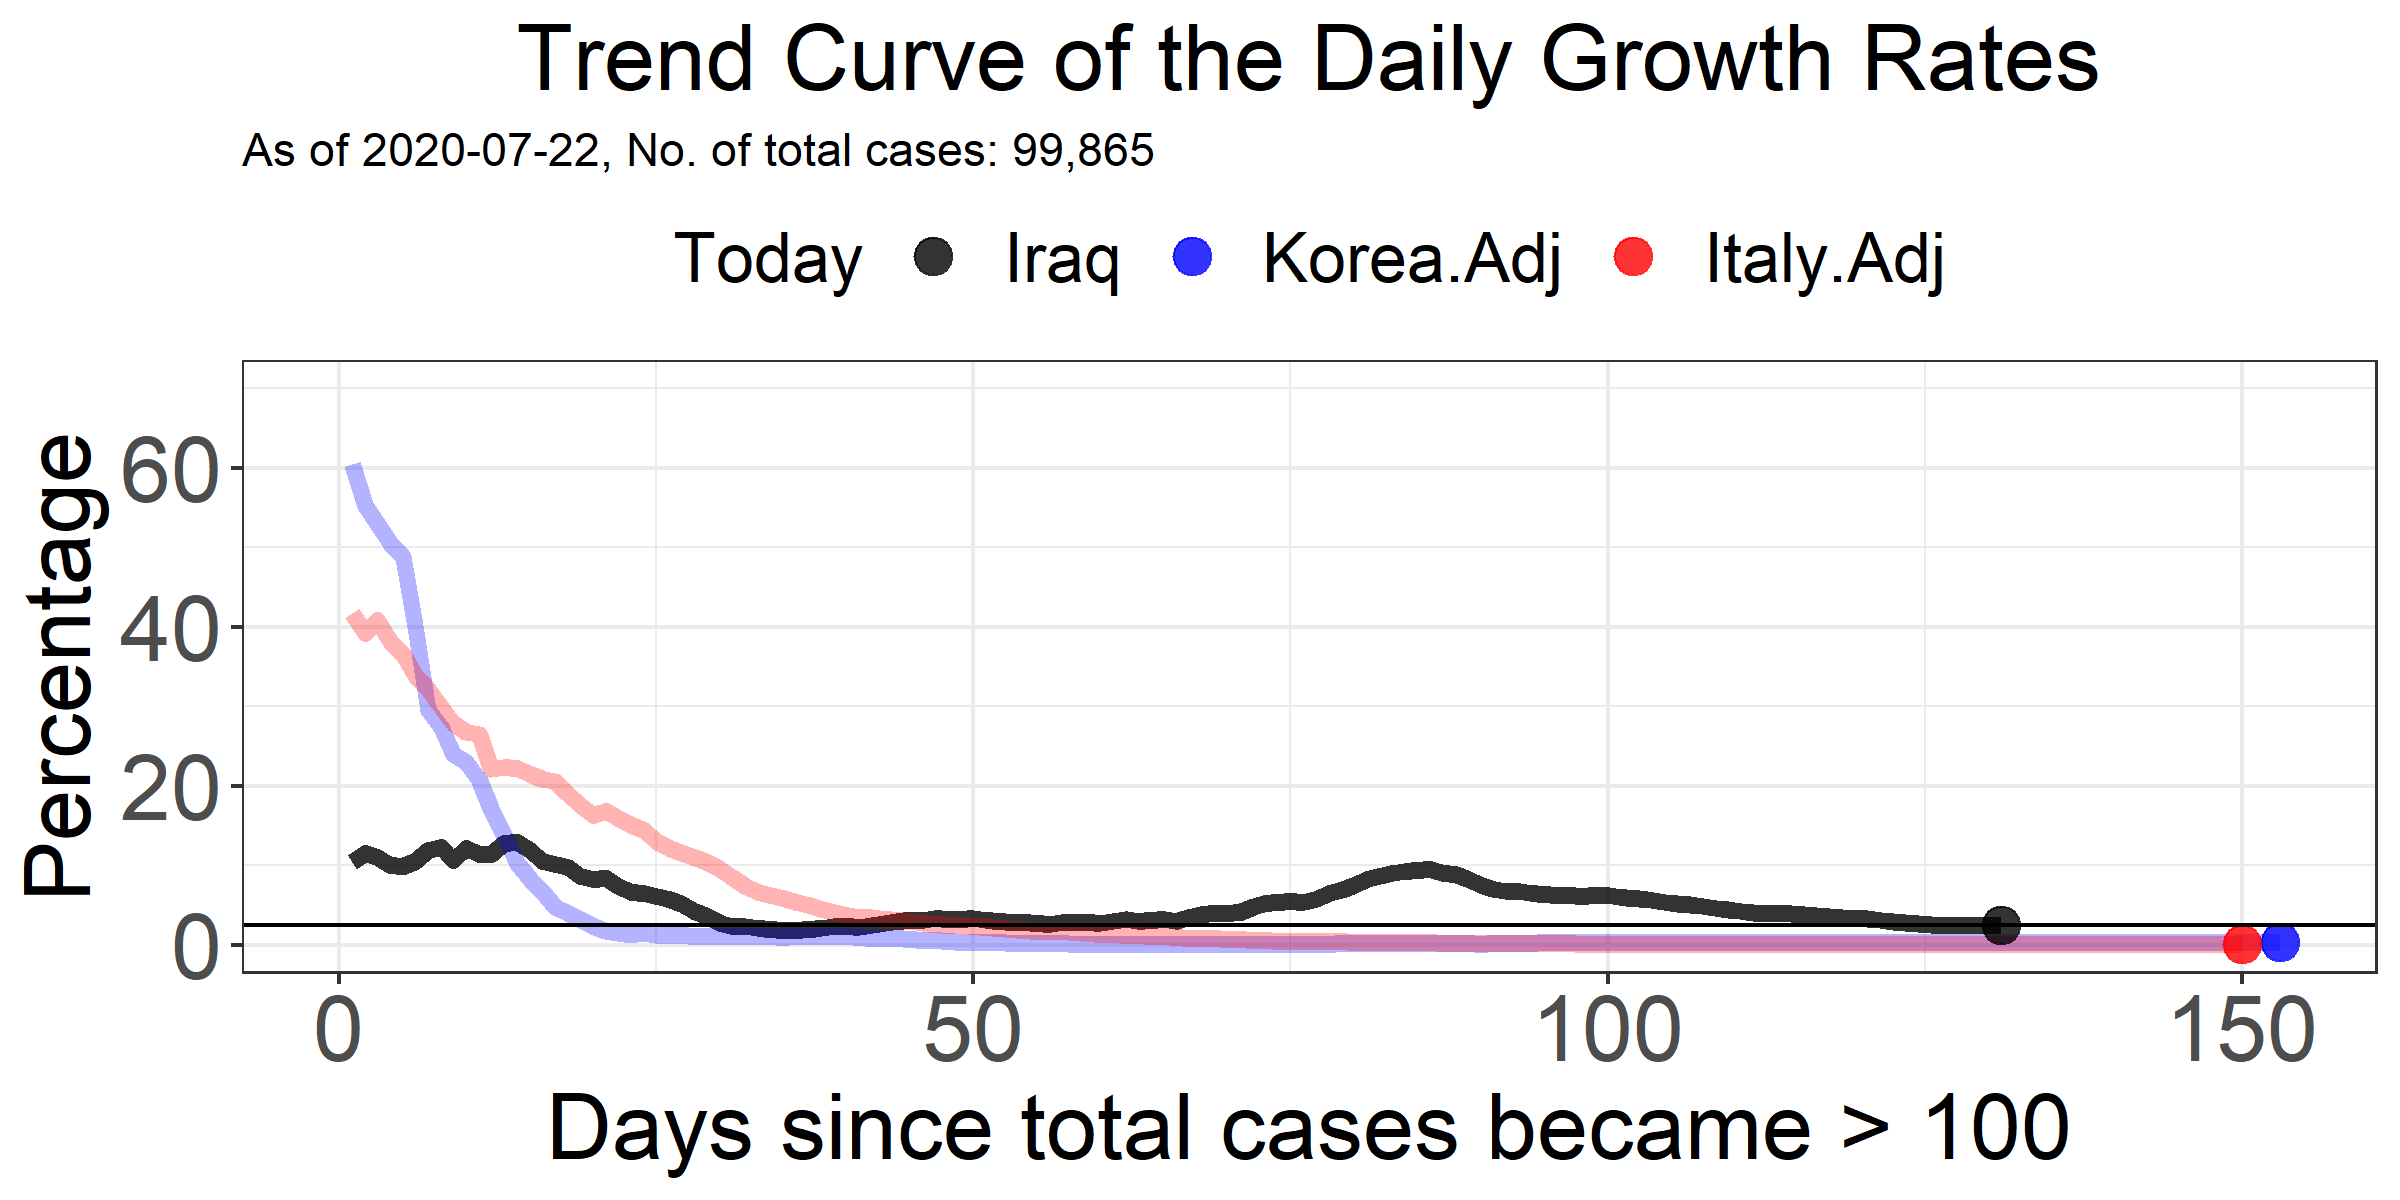 Trend Curve of the Daily Growth Rates
As of 2020-07-22, No. of total cases: 99,865
Today Iraq Korea.Adj Italy.Adj
Percentage
60
40
20
0
0 50 100 150
Days since total cases became > 100